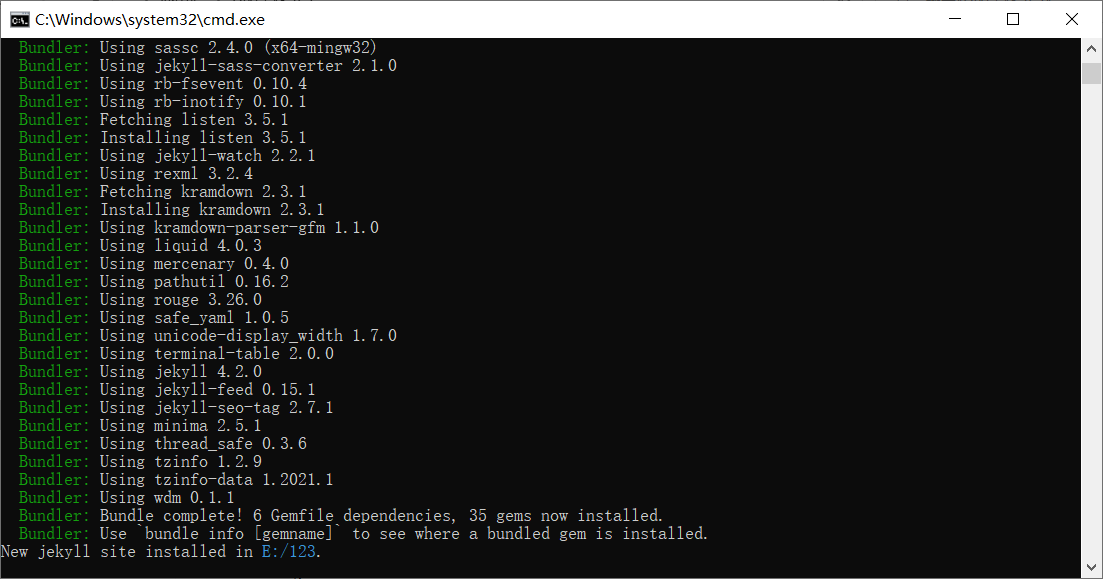 C:\Windows\system32\cmd.exe
Bundler: Using sassc 2.4.0 (x64-mingw32)
Bundler: Using jekyll-sass-converter 2.1.0
Bundler: Using rb-fsevent 0.10.4
Bundler: Using rb-inotify 0.10.1
Bundler: Fetching listen 3.5.1
Bundler: Installing listen 3.5.1
Bundler: Using jekyll-watch 2.2.1
Bundler: Using rexml 3.2.4
Bundler: Fetching kramdown 2.3.1
Bundler: Installing kramdown 2.3.1
Bundler: Using kramdown-parser-gfm 1.1.0
Bundler: Using liquid 4.0.3
Bundler: Using mercenary 0.4.0
Bundler: Using pathutil 0.16.2
Bundler: Using rouge 3.26.0
Bundler: Using safe_yaml 1.0.5
Bundler: Using unicode-display_width 1.7.0
Bundler: Using terminal-table 2.0.0
Bundler: Using jekyll 4.2.0
Bundler: Using jekyll-feed 0.15.1
Bundler: Using jekyll-seo-tag 2.7.1
Bundler: Using minima 2.5.1
Bundler: Using thread_safe 0.3.6
Bundler: Using tzinfo 1.2.9
Bundler: Using tzinfo-data 1.2021.1
Bundler: Using wdm 0.1.1
Bundler: Bundle complete! 6 Gemfile dependencies, 35 gems now installed.
Bundler: Use `bundle info [gemname]` to see where a bundled gem is installed.
New jekyll site installed in E:/123.